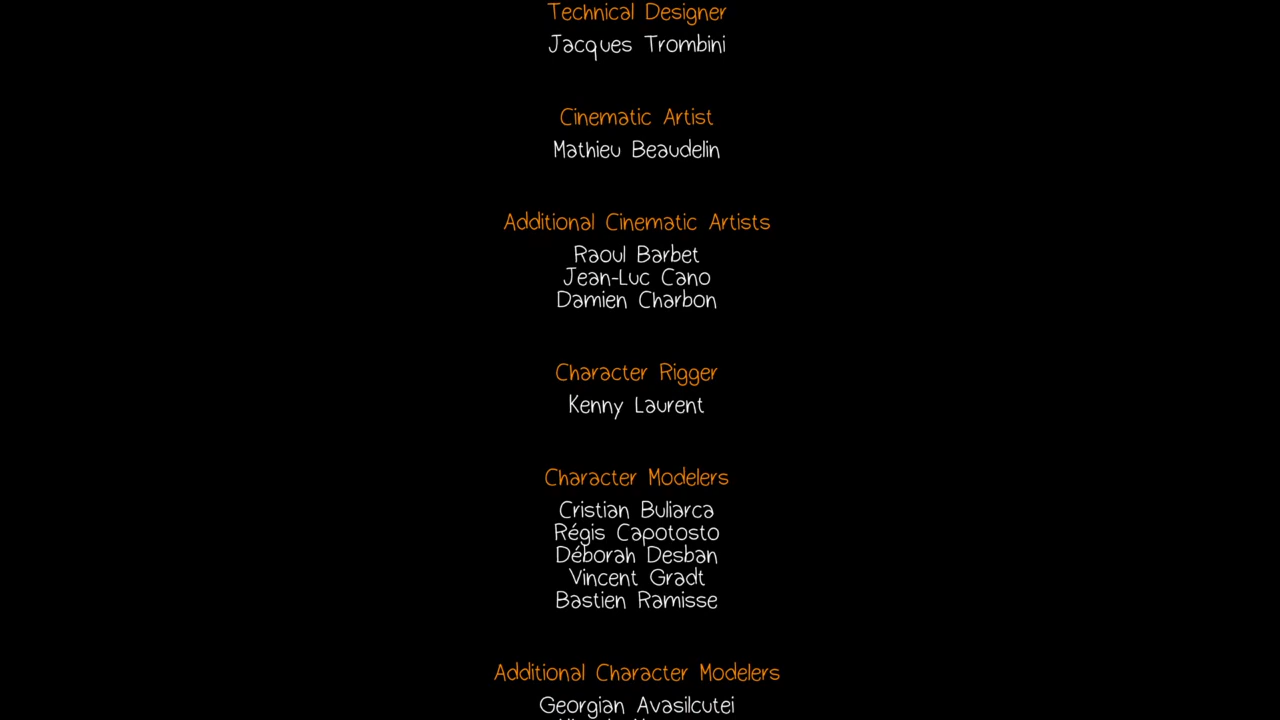 Technical Designer
Jacques Trombini
Cinematic Artist
Mathieu Beaudelin
Additional Cinematic Artists
Raoul Barbet
Jean-Luc Cano
Damien Charbon
Character Rigger
Kenny Laurent
Character Modelers
Cristian Buliarca
Régis Capotosto
Déborah Desban
Vincent Gradt
Bastien Ramisse
Additional Character Modelers
Georgian Avasilcutei